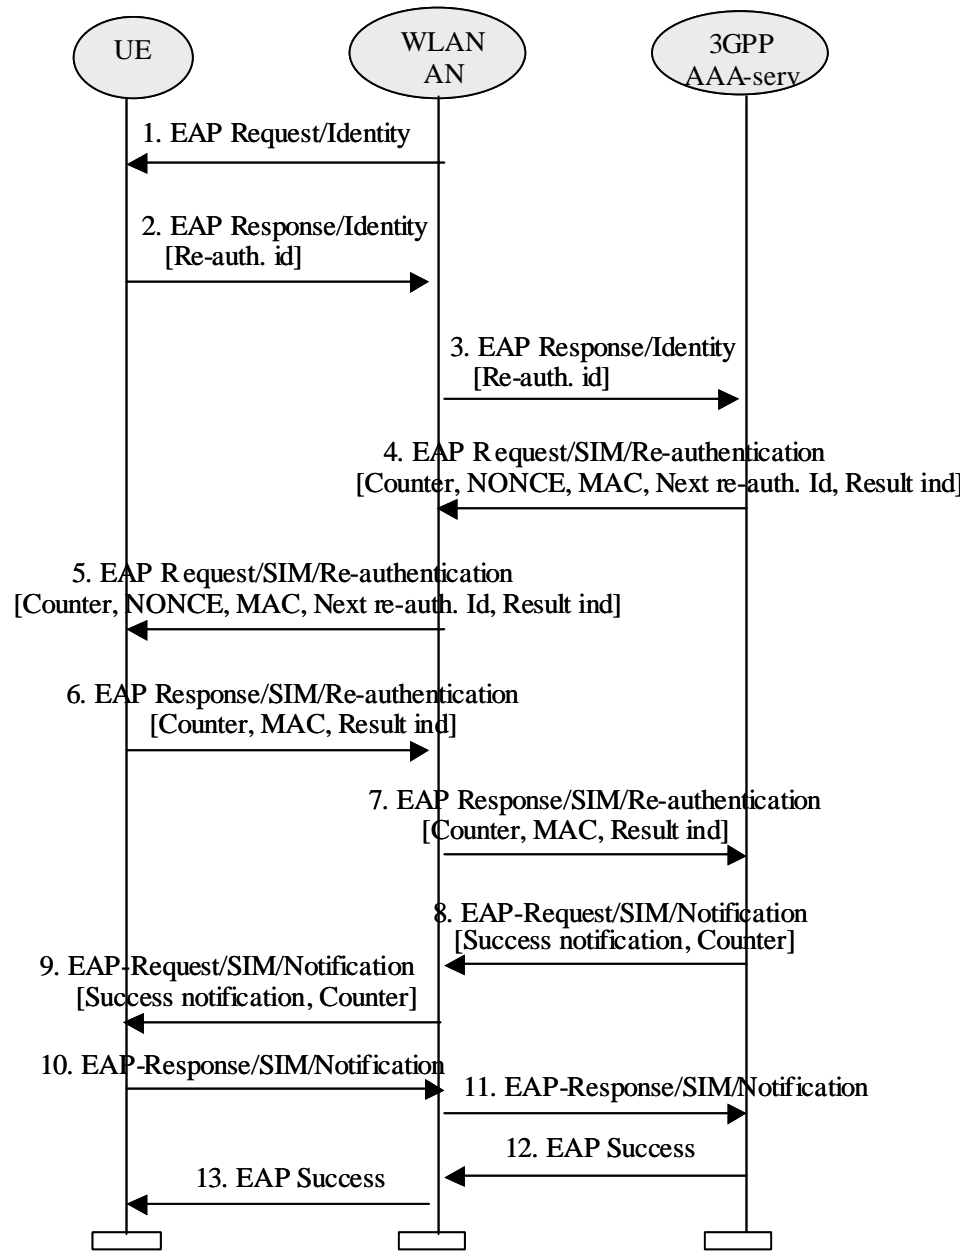 UE
WLAN
AN
3GPP
AAA-serv
1. EAP Request/Identity
2. EAP Response/Identity
[Re-auth. id]
3. EAP Response/Identity
[Re-auth. id]
4. EAP Request/SIM/Re-authentication
[Counter, NONCE, MAC, Next re-auth. Id, Result ind]
5. EAP Request/SIM/Re-authentication
[Counter, NONCE, MAC, Next re-auth. Id, Result ind]
6. EAP Response/SIM/Re-authentication
[Counter, MAC, Result ind]
7. EAP Response/SIM/Re-authentication
[Counter, MAC, Result ind]
8. EAP-Request/SIM/Notification
[Success notification, Counter]
9. EAP-Request/SIM/Notification
[Success notification, Counter]
10. EAP-Response/SIM/Notification
11. EAP-Response/SIM/Notification
12. EAP Success
13. EAP Success